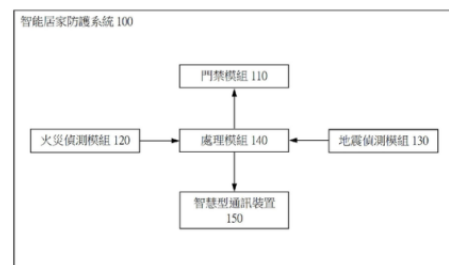 智能居家防護系統 100
門禁模組 110
火災偵測模組 120
處理模組 140
地震偵測模組 130
智慧型通訊裝置
150